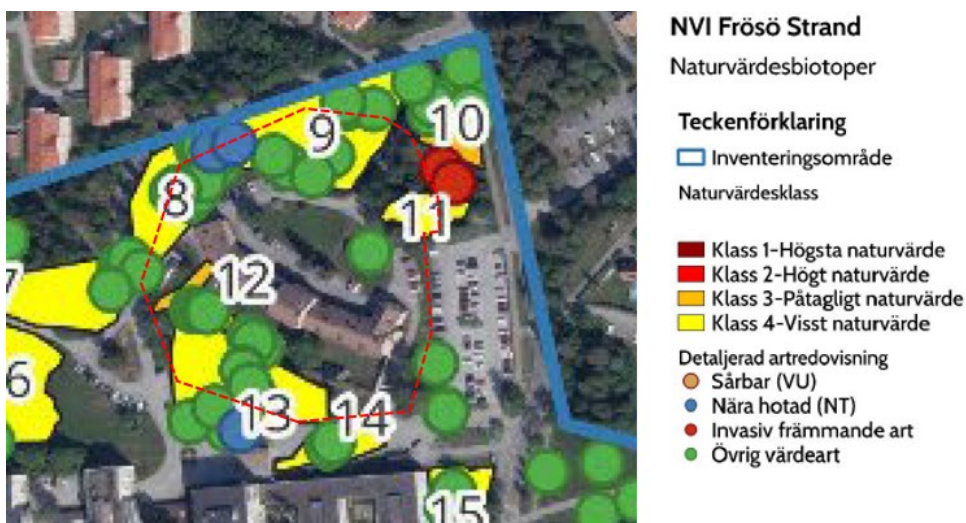 NVI Frösö Strand
Naturvärdesbiotoper
Teckenförklaring
Inventeringsområde
Naturvärdesklass
Klass 1-Högsta naturvärde
Klass 2-Högt naturvärde
Klass 3-Påtagligt naturvärde
Klass 4-Visst naturvärde
Detaljerad artredovisning
Sårbar (VU)
Nära hotad (NT)
Invasiv främmande art
Övrig värdeart
10
9
8
11
7
12
6
13
14
15